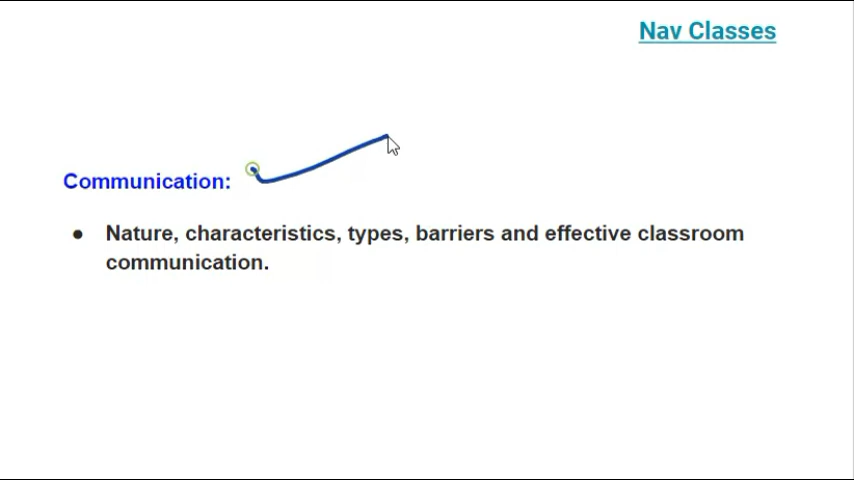 Nav Classes
Communication:
● Nature, characteristics, types, barriers and effective classroom
communication.